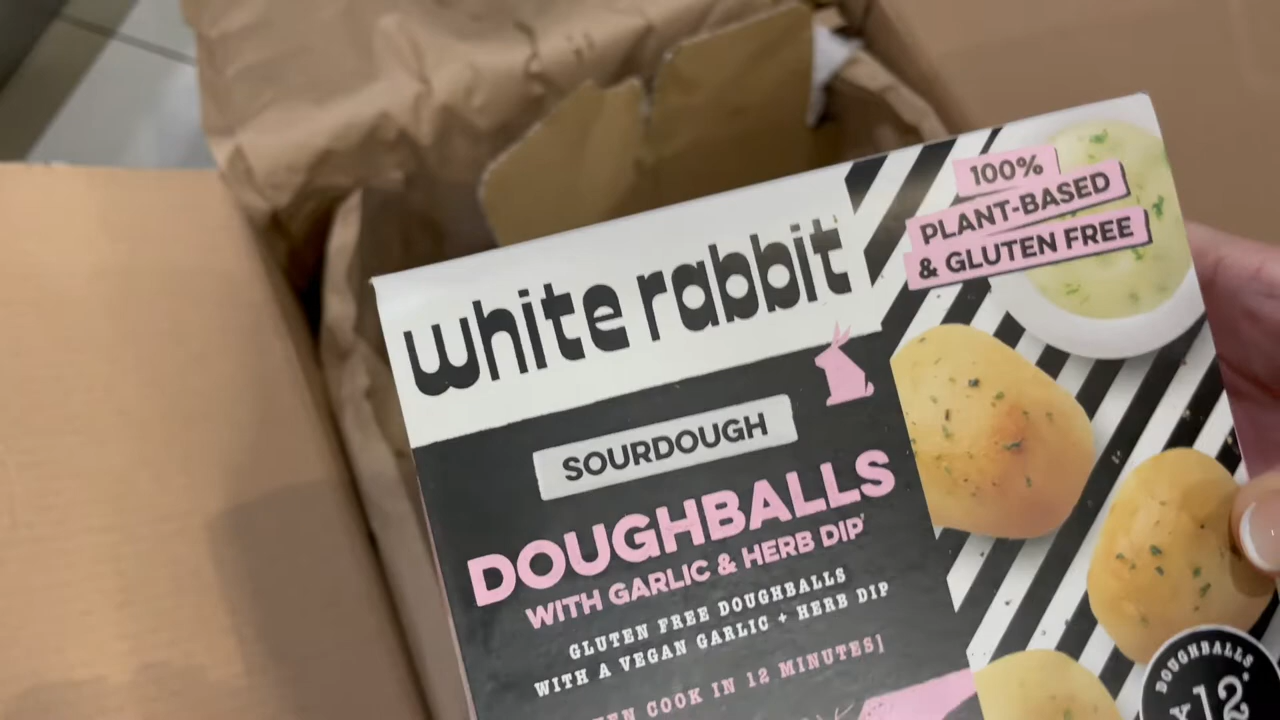 white rabbit
100%
PLANT-BASED
& GLUTEN FREE
SOURDOUGH
DOUGHBALLS
WITH GARLIC & HERB DIP
GLUTEN FREE DOUGHBALLS
WITH A VEGAN GARLIC + HERB DIP
COOK IN 12 MINUTES]
DOUGHBALLS
x12